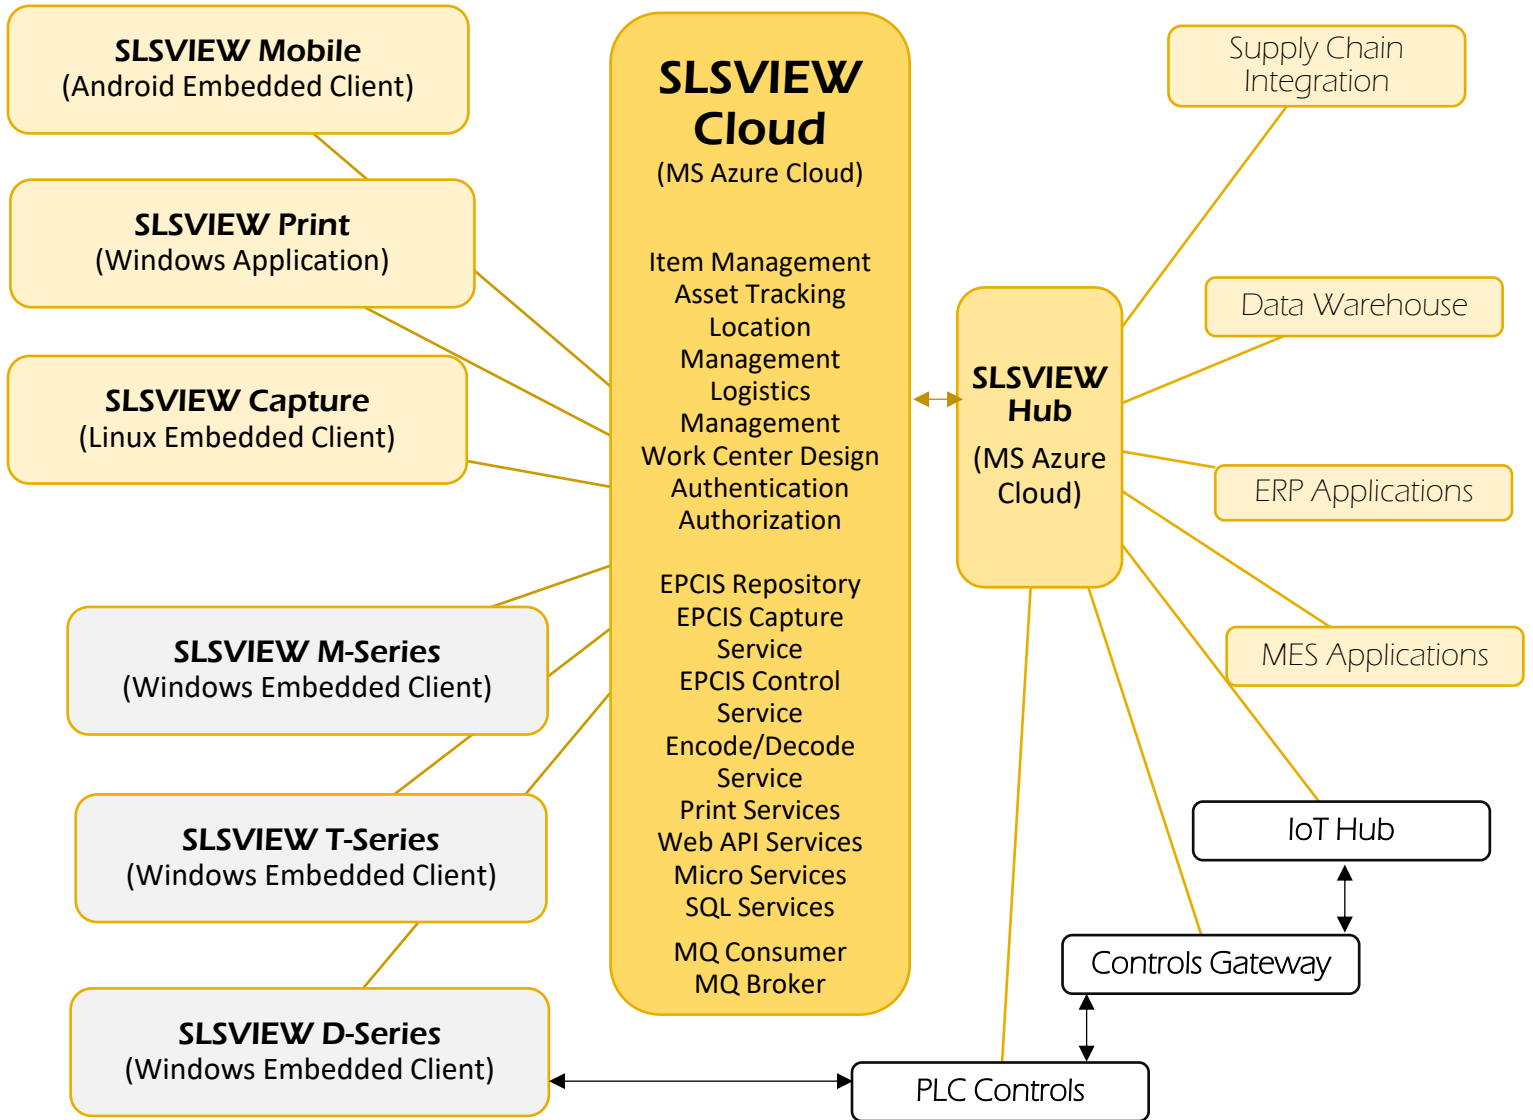 SLSVIEW Mobile
(Android Embedded Client)
SLSVIEW Print
(Windows Application)
SLSVIEW Capture
(Linux Embedded Client)
SLSVIEW M-Series
(Windows Embedded Client)
SLSVIEW T-Series
(Windows Embedded Client)
SLSVIEW D-Series
(Windows Embedded Client)
SLSVIEW
Cloud
(MS Azure Cloud)
Item Management
Asset Tracking
Location
Management
Logistics
Management
Work Center Design
Authentication
Authorization
EPCIS Repository
EPCIS Capture
Service
EPCIS Control
Service
Encode/Decode
Service
Print Services
Web API Services
Micro Services
SQL Services
MQ Consumer
MQ Broker
SLSVIEW
Hub
(MS Azure
Cloud)
Supply Chain
Integration
Data Warehouse
ERP Applications
MES Applications
IoT Hub
Controls Gateway
PLC Controls